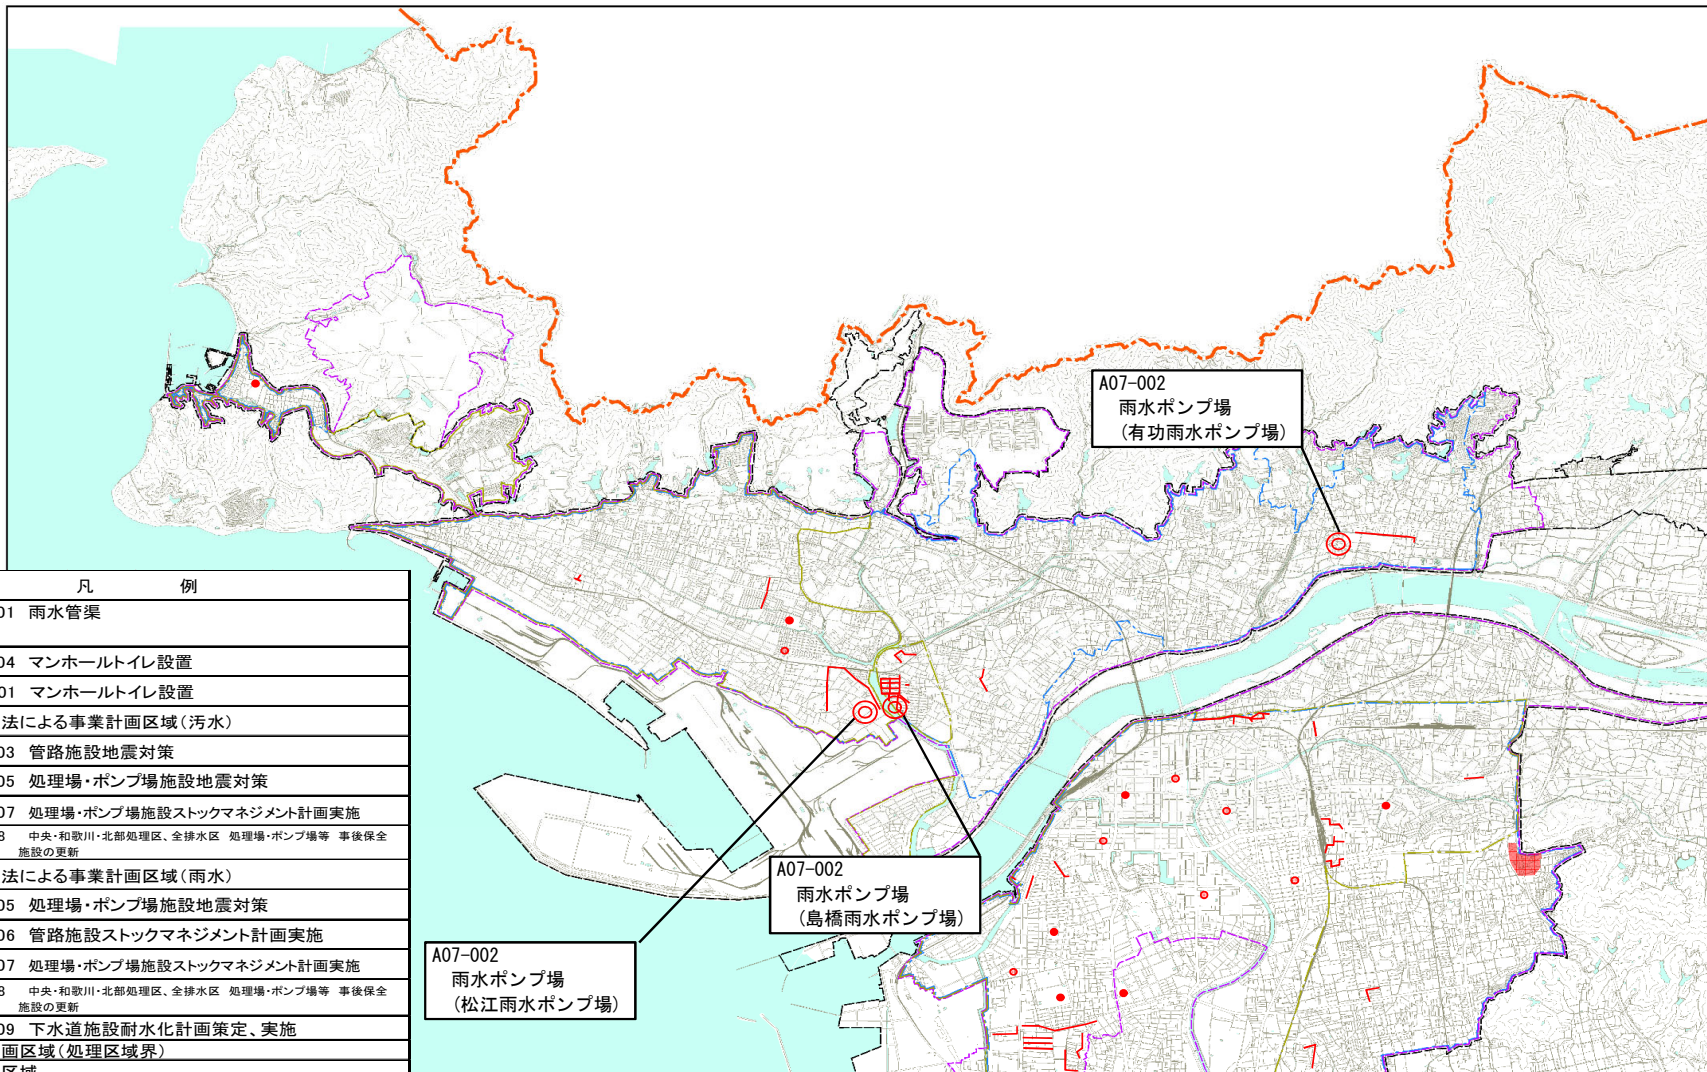 A07-002
雨水ポンプ場
(有功雨水ポンプ場)
凡 例
01 雨水管渠
04 マンホールトイレ設置
01 マンホールトイレ設置
法による事業計画区域(汚水)
03 管路施設地震対策
05 処理場・ポンプ場施設地震対策
07 処理場・ポンプ場施設ストックマネジメント計画実施
8 中央・和歌川・北部処理区、全排水区 処理場・ポンプ場等 事後保全
施設の更新
法による事業計画区域(雨水)
05 処理場・ポンプ場施設地震対策
06 管路施設ストックマネジメント計画実施
07 処理場・ポンプ場施設ストックマネジメント計画実施
8 中央・和歌川・北部処理区、全排水区 処理場・ポンプ場等 事後保全
施設の更新
09 下水道施設耐水化計画策定、実施
画区域(処理区域界)
区域
A07-002
雨水ポンプ場
(島橋雨水ポンプ場)
A07-002
雨水ポンプ場
(松江雨水ポンプ場)